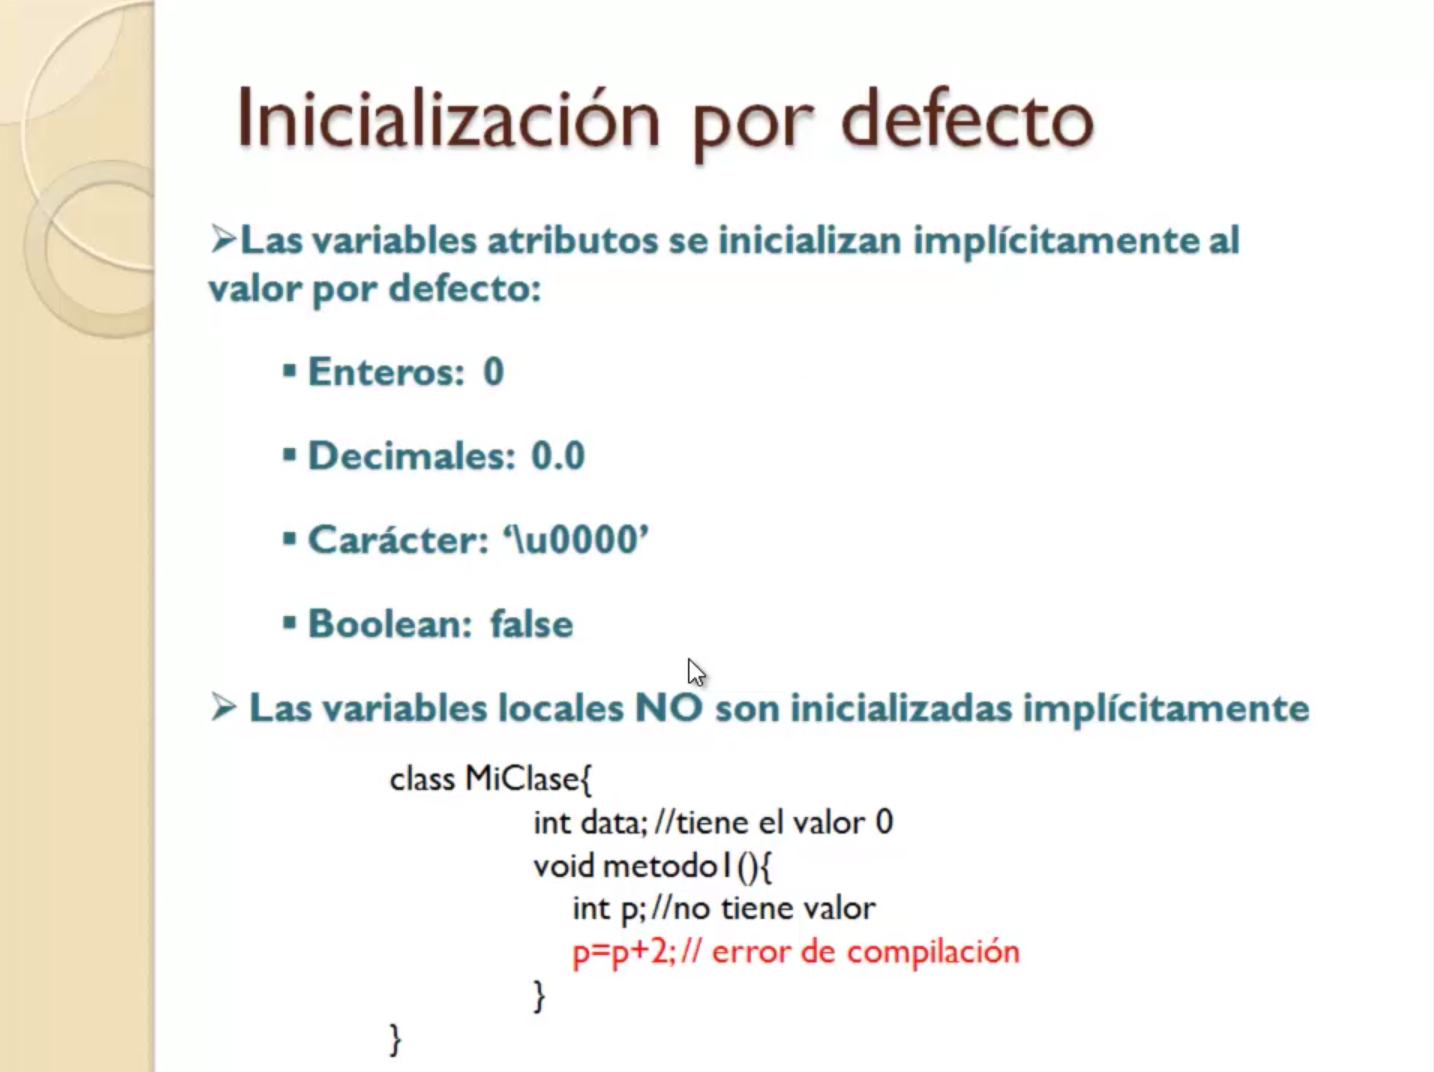 Inicialización por defecto
➢Las variables atributos se inicializan implícitamente al
valor por defecto:
▪ Enteros: 0
▪ Decimales: 0.0
▪ Carácter: ‘\u0000’
▪ Boolean: false
➢ Las variables locales NO son inicializadas implícitamente
class MiClase{
int data; //tiene el valor 0
void metodo1(){
int p; //no tiene valor
p=p+2; // error de compilación
}
}